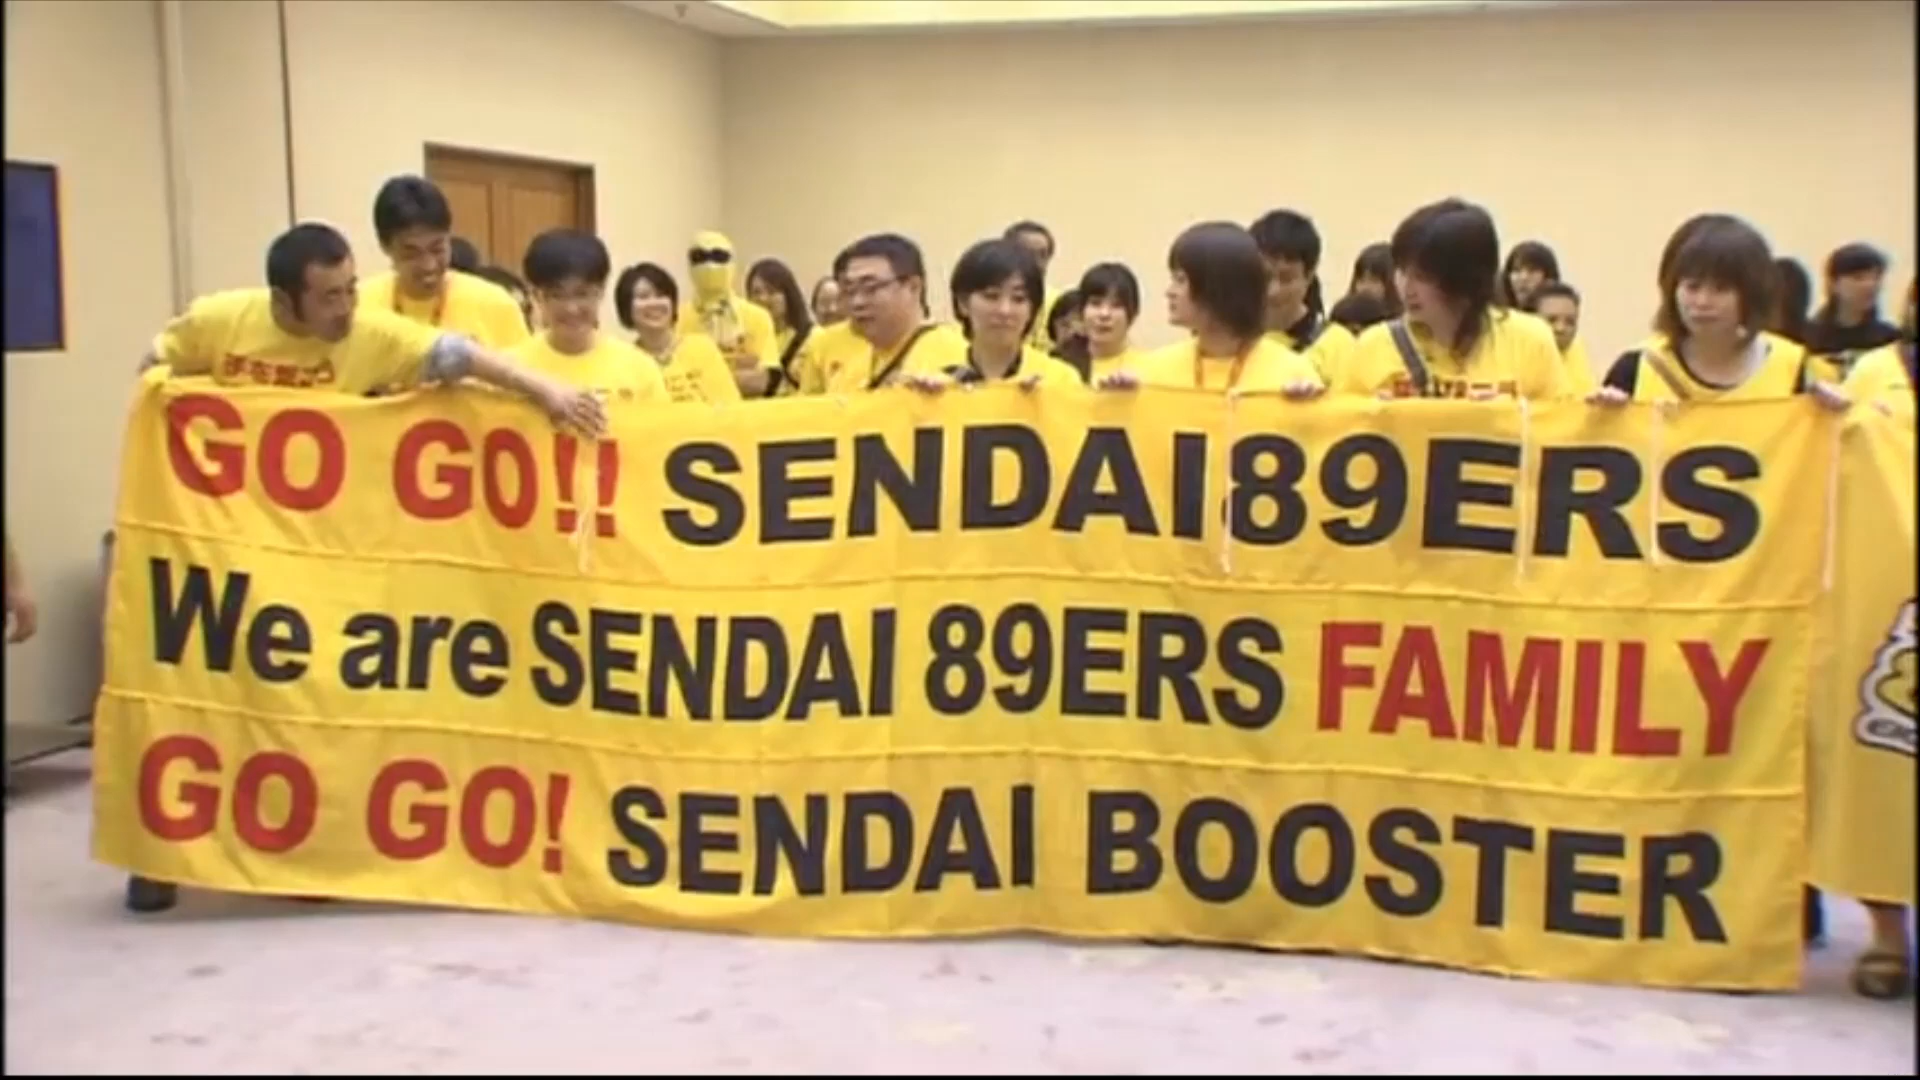 GO GO!! SENDAI89ERS
We are SENDAI 89ERS FAMILY
GO GO! SENDAI BOOSTER